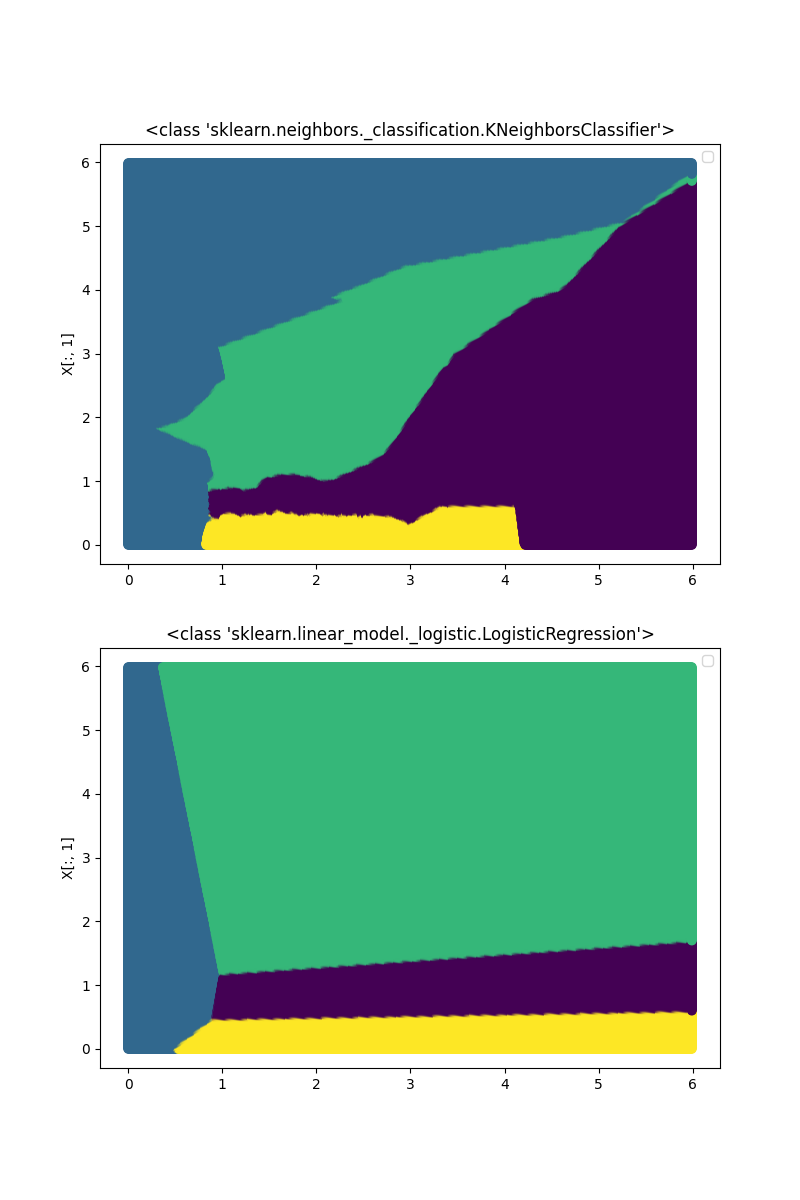 <class 'sklearn.neighbors._classification.KNeighborsClassifier'>
6
5
4
3
2
1
0
X[:, 1]
0 1 2 3 4 5 6
<class 'sklearn.linear_model._logistic.LogisticRegression'>
6
5
4
3
2
1
0
X[:, 1]
0 1 2 3 4 5 6